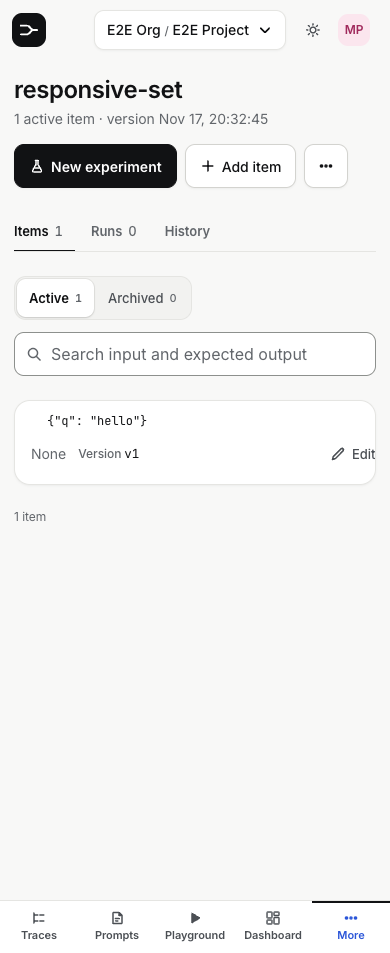 E2E Org / E2E Project
MP
responsive-set
1 active item · version Nov 17, 20:32:45
New experiment
Add item
Items 1 Runs 0 History
Active 1 Archived 0
Search input and expected output
{"q": "hello"}
None Version v1 Edit
1 item
Traces Prompts Playground Dashboard More